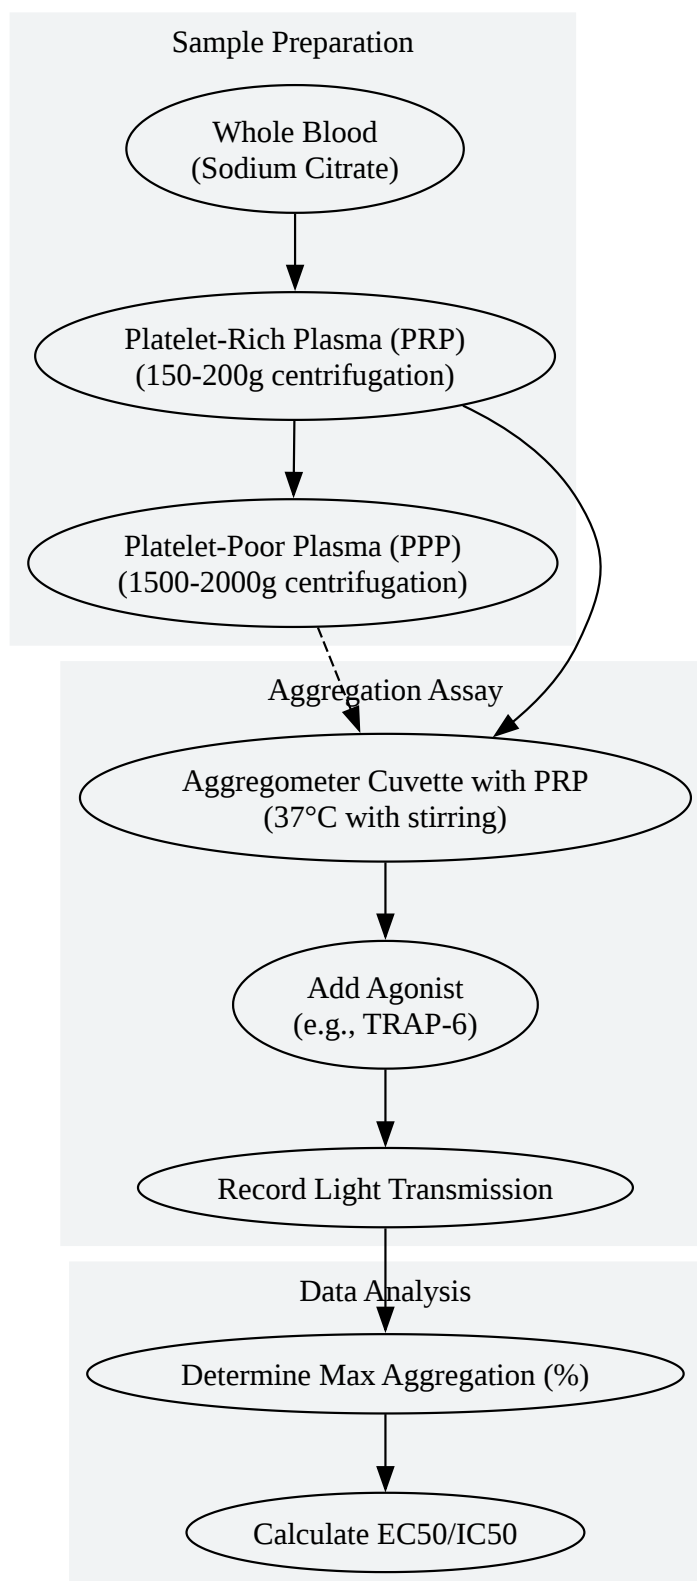 Sample Preparation
Whole Blood
(Sodium Citrate)
Platelet-Rich Plasma (PRP)
(150-200g centrifugation)
Platelet-Poor Plasma (PPP)
(1500-2000g centrifugation)
Aggregation Assay
Aggregometer Cuvette with PRP
(37°C with stirring)
Add Agonist
(e.g., TRAP-6)
Record Light Transmission
Data Analysis
Determine Max Aggregation (%)
Calculate EC50/IC50